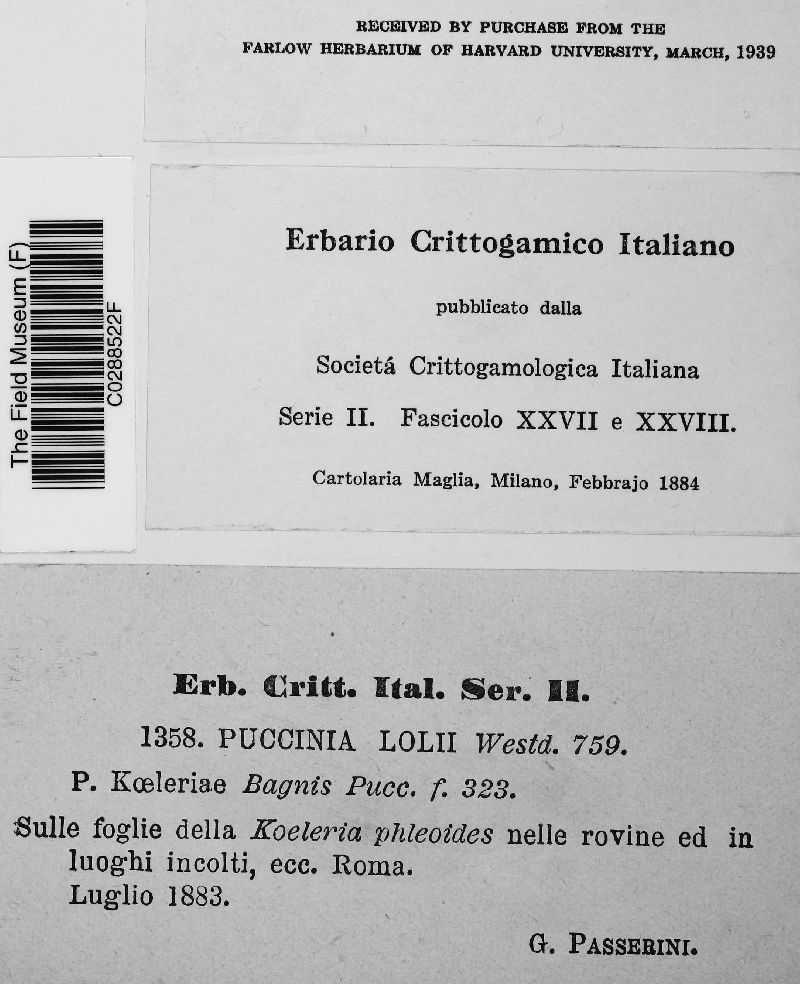 RECEIVED BY PURCHASE FROM THE
FARLOW HERBARIUM OF HARVARD UNIVERSITY, MARCH, 1939
The Field Museum (F)
C0288522F
Erbario Crittogamico Italiano
pubblicato dalla
Societá Crittogamologica Italiana
Serie II. Fascicolo XXVII e XXVIII.
Cartolaria Maglia, Milano, Febbrajo 1884
Erb. Critt. Ital. Ser. II.
1358. PUCCINIA LOLII Westd. 759.
P. Kœleriae Bagnis Pucc. f. 323.
Sulle foglie della Koeleria phleoides nelle rovine ed in
luoghi incolti, ecc. Roma.
Luglio 1883.
G. PASSERINI.